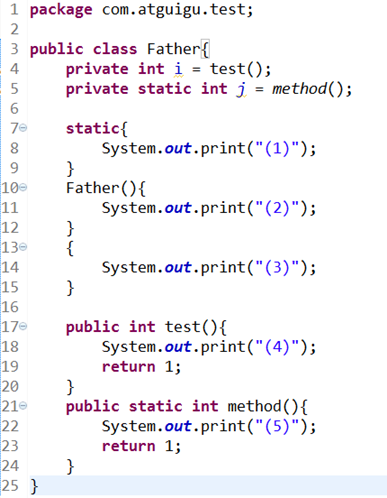 1 package com.atguigu.test;
2
3 public class Father{
4     private int i = test();
5     private static int j = method();
6
7     static{
8         System.out.print("(1)");
9     }
10     Father(){
11         System.out.print("(2)");
12     }
13     {
14         System.out.print("(3)");
15     }
16
17     public int test(){
18         System.out.print("(4)");
19         return 1;
20     }
21     public static int method(){
22         System.out.print("(5)");
23         return 1;
24     }
25 }